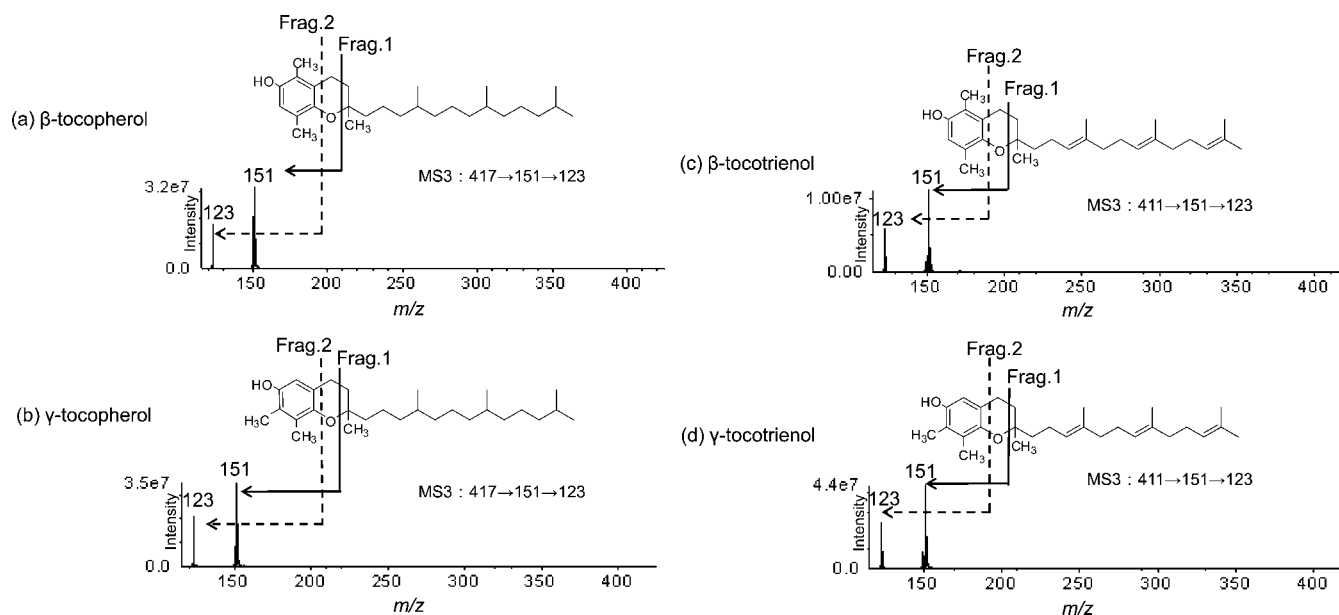 Frag.2
Frag.1
CH₃
HO
O
CH₃
CH₃
(a) β-tocopherol
151
MS3 : 417→151→123
3.2e7
123
Intensity
0.0
150 200 250 300 350 400
m/z
Frag.2
Frag.1
HO
H₃C
O
CH₃
CH₃
(b) γ-tocopherol
151
MS3 : 417→151→123
3.5e7
123
Intensity
0.0
150 200 250 300 350 400
m/z
Frag.2
Frag.1
CH₃
HO
O
CH₃
CH₃
(c) β-tocotrienol
151
MS3 : 411→151→123
1.00e7
123
Intensity
0.00
150 200 250 300 350 400
m/z
Frag.2
Frag.1
HO
H₃C
O
CH₃
CH₃
(d) γ-tocotrienol
151
MS3 : 411→151→123
4.4e7
123
Intensity
0.0
150 200 250 300 350 400
m/z